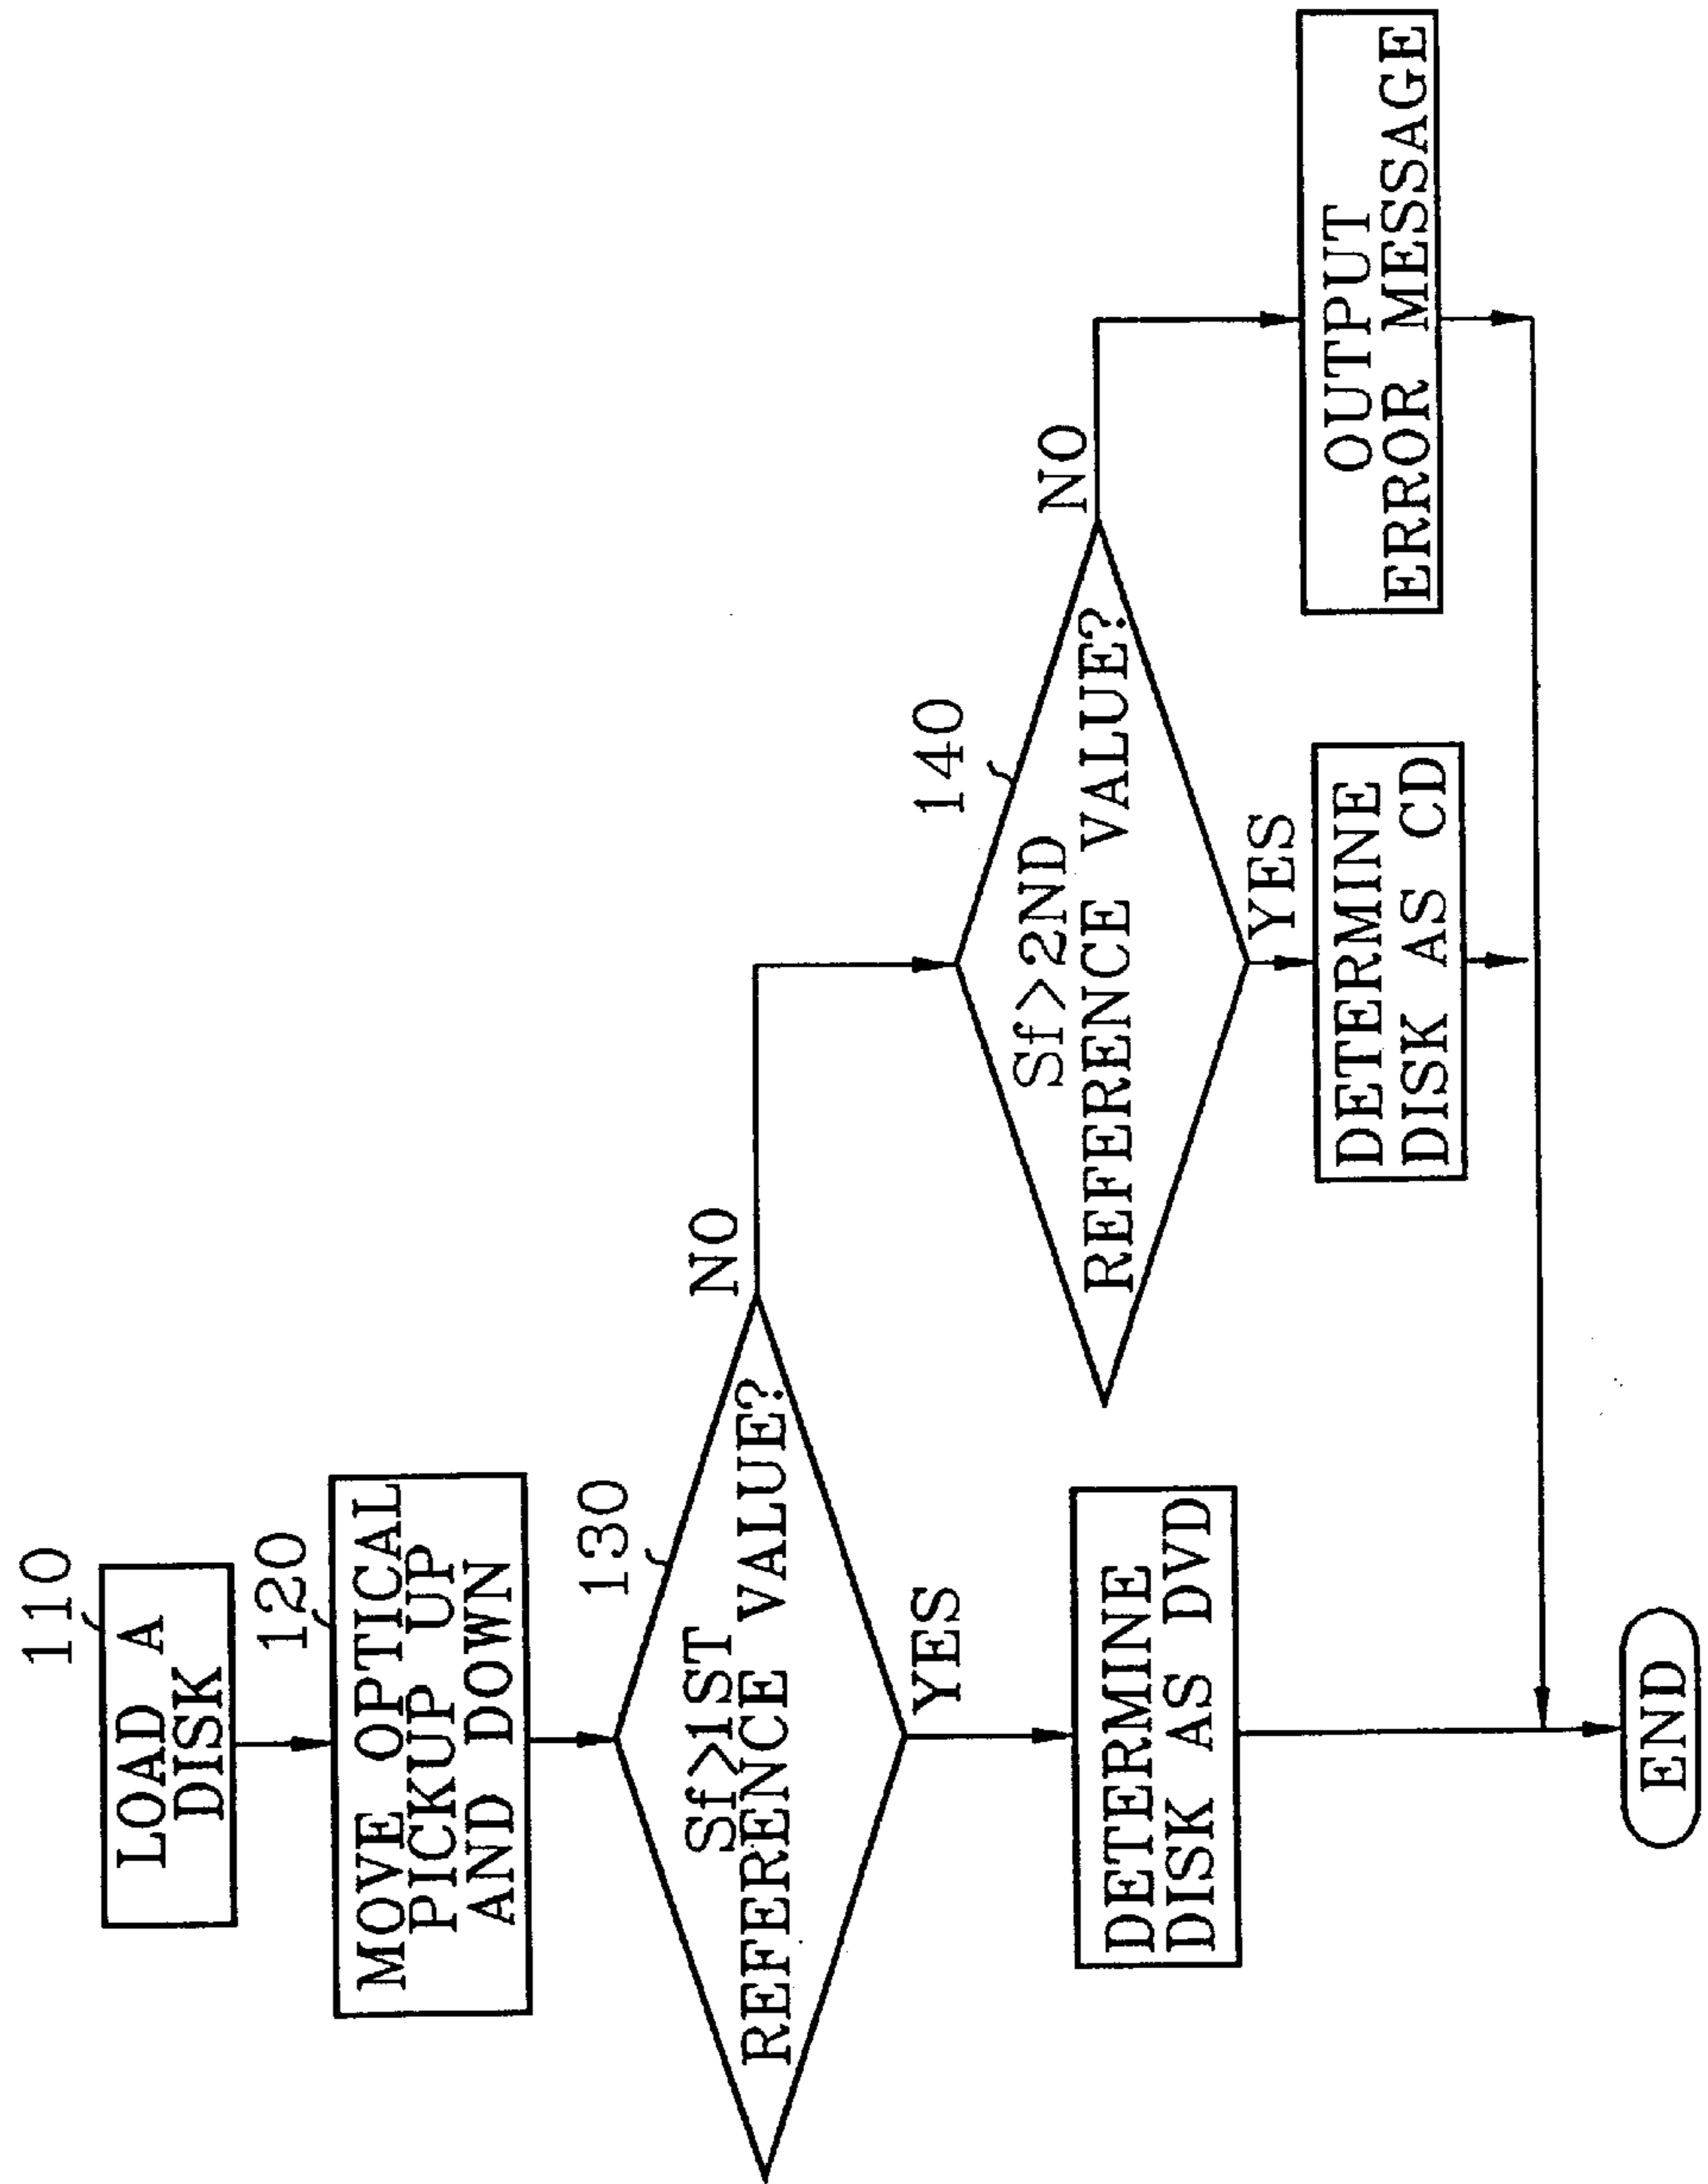 110
LOAD A
DISK
120
MOVE OPTICAL
PICKUP UP
AND DOWN
130
Sf>1ST
REFERENCE VALUE?
NO
YES
140
Sf>2ND
REFERENCE VALUE?
NO
YES
DETERMINE
DISK AS DVD
DETERMINE
DISK AS CD
OUTPUT
ERROR MESSAGE
END